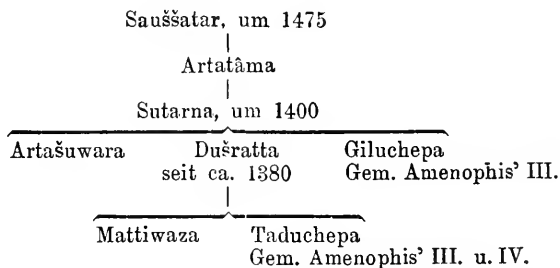 Sauššatar, um 1475
Artatâma
Sutarna, um 1400
Artašuwara Dušratta Giluchepa
seit ca. 1380 Gem. Amenophis’ III.
Mattiwaza Taduchepa
Gem. Amenophis’ III. u. IV.